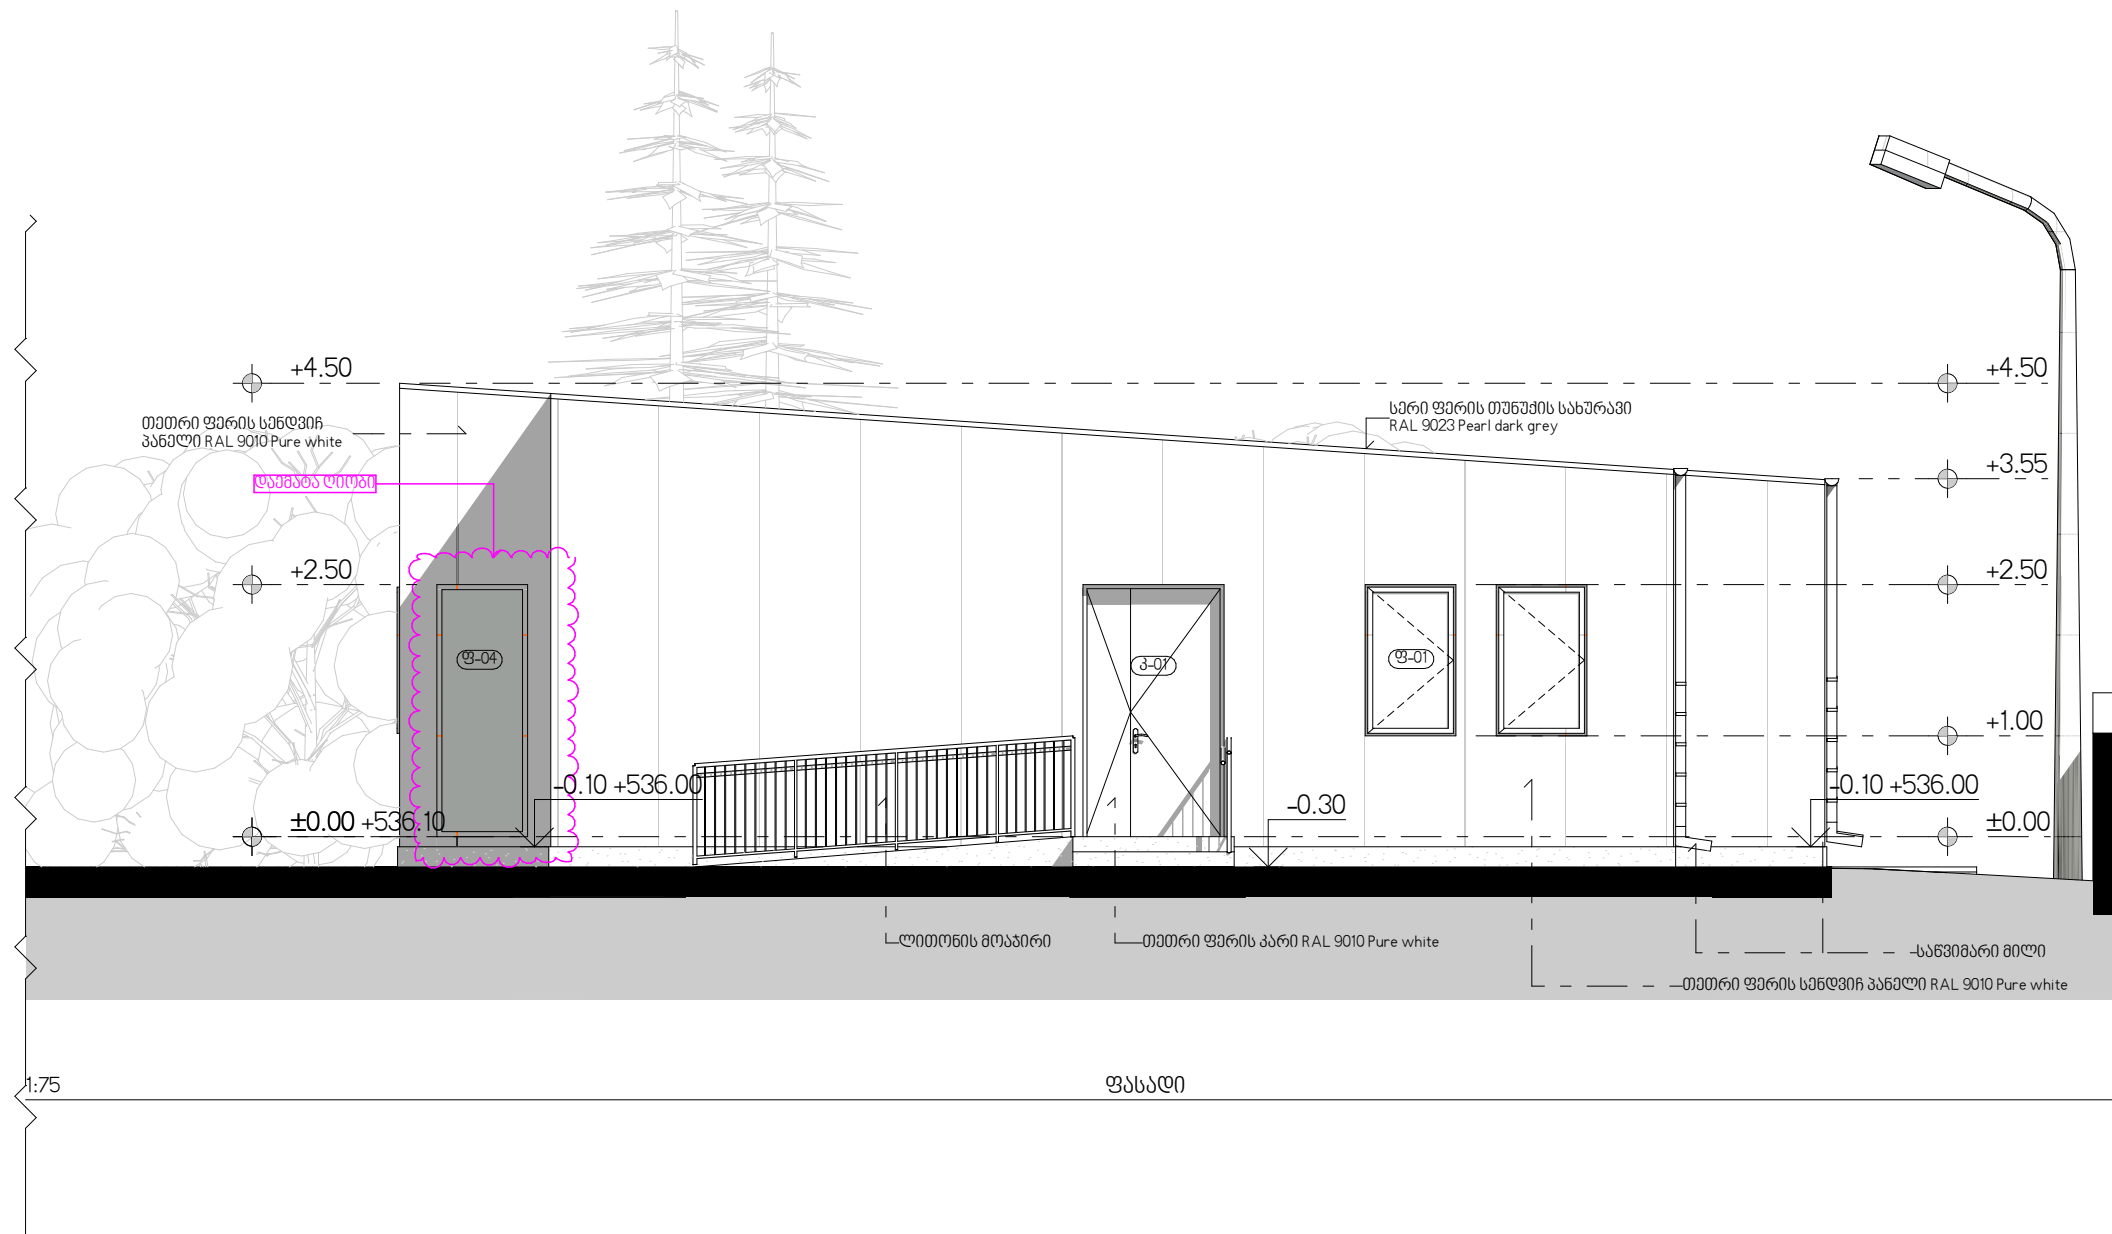 +4.50
+4.50
სერი ფერის თუნუქის სახურავი
RAL 9023 Pearl dark grey
თეთრი ფერის სენდვიჩ
პანელი RAL 9010 Pure white
+3.55
დაემატა ღიობი
+2.50
+2.50
ფ-04
კ-01
ფ-01
+1.00
-0.10 +536.00
-0.10 +536.00
-0.30
±0.00 +536.10
±0.00
ლითონის მოაჯირი
თეთრი ფერის კარი RAL 9010 Pure white
საწვიმარი მილი
თეთრი ფერის სენდვიჩ პანელი RAL 9010 Pure white
1:75
ფასადი